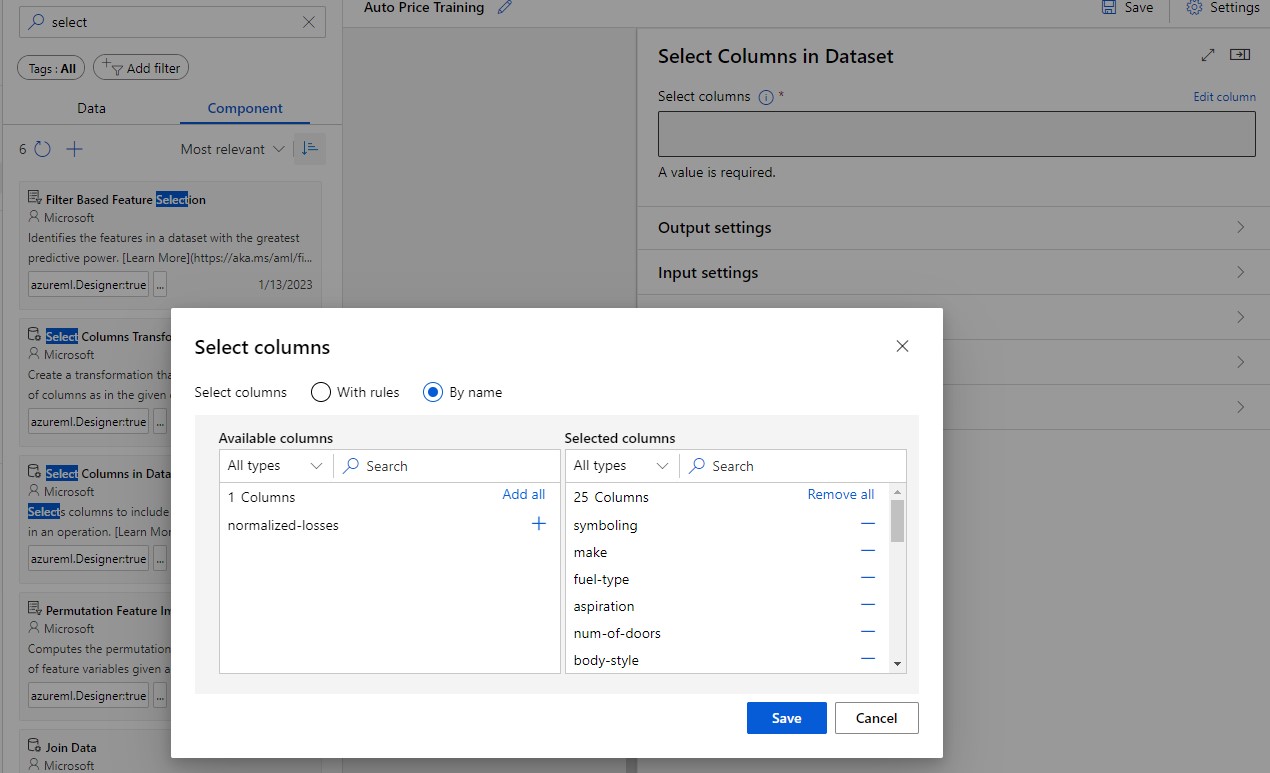 select
Tags : All
Add filter
Data
Component
6
Most relevant
Filter Based Feature Selection
Microsoft
Identifies the features in a dataset with the greatest
predictive power. [Learn More](https://aka.ms/aml/fi...
azureml.Designer:true
...
1/13/2023
Select Columns Transfo
Microsoft
Create a transformation tha
of columns as in the given
azureml.Designer:true
...
Select Columns in Data
Microsoft
Selects columns to include
in an operation. [Learn Mor
azureml.Designer:true
...
Permutation Feature Im
Microsoft
Computes the permutation
of feature variables given a
azureml.Designer:true
...
Join Data
Microsoft
Auto Price Training
Save
Settings
Select Columns in Dataset
Select columns *
Edit column
A value is required.
Output settings
Input settings
Select columns
Select columns
With rules
By name
Available columns
All types
Search
1 Columns
Add all
normalized-losses
Selected columns
All types
Search
25 Columns
Remove all
symboling
make
fuel-type
aspiration
num-of-doors
body-style
Save
Cancel